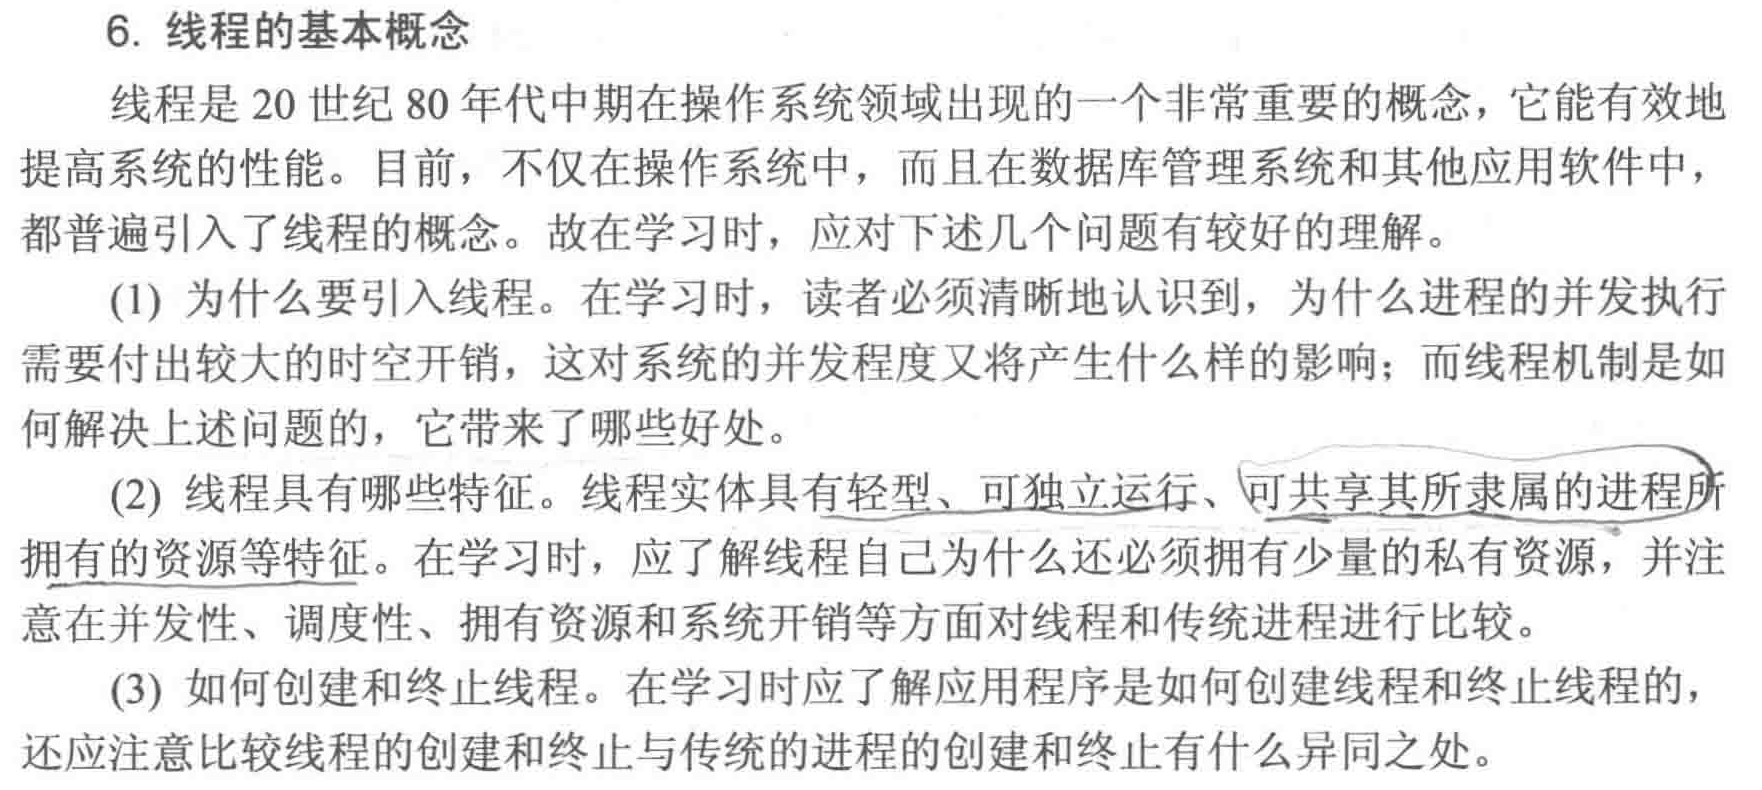 6. 线程的基本概念
线程是 20 世纪 80 年代中期在操作系统领域出现的一个非常重要的概念，它能有效地
提高系统的性能。目前，不仅在操作系统中，而且在数据库管理系统和其他应用软件中，
都普遍引入了线程的概念。故在学习时，应对下述几个问题有较好的理解。
(1) 为什么要引入线程。在学习时，读者必须清晰地认识到，为什么进程的并发执行
需要付出较大的时空开销，这对系统的并发程度又将产生什么样的影响；而线程机制是如
何解决上述问题的，它带来了哪些好处。
(2) 线程具有哪些特征。线程实体具有轻型、可独立运行、可共享其所隶属的进程所
拥有的资源等特征。在学习时，应了解线程自己为什么还必须拥有少量的私有资源，并注
意在并发性、调度性、拥有资源和系统开销等方面对线程和传统进程进行比较。
(3) 如何创建和终止线程。在学习时应了解应用程序是如何创建线程和终止线程的，
还应注意比较线程的创建和终止与传统的进程的创建和终止有什么异同之处。